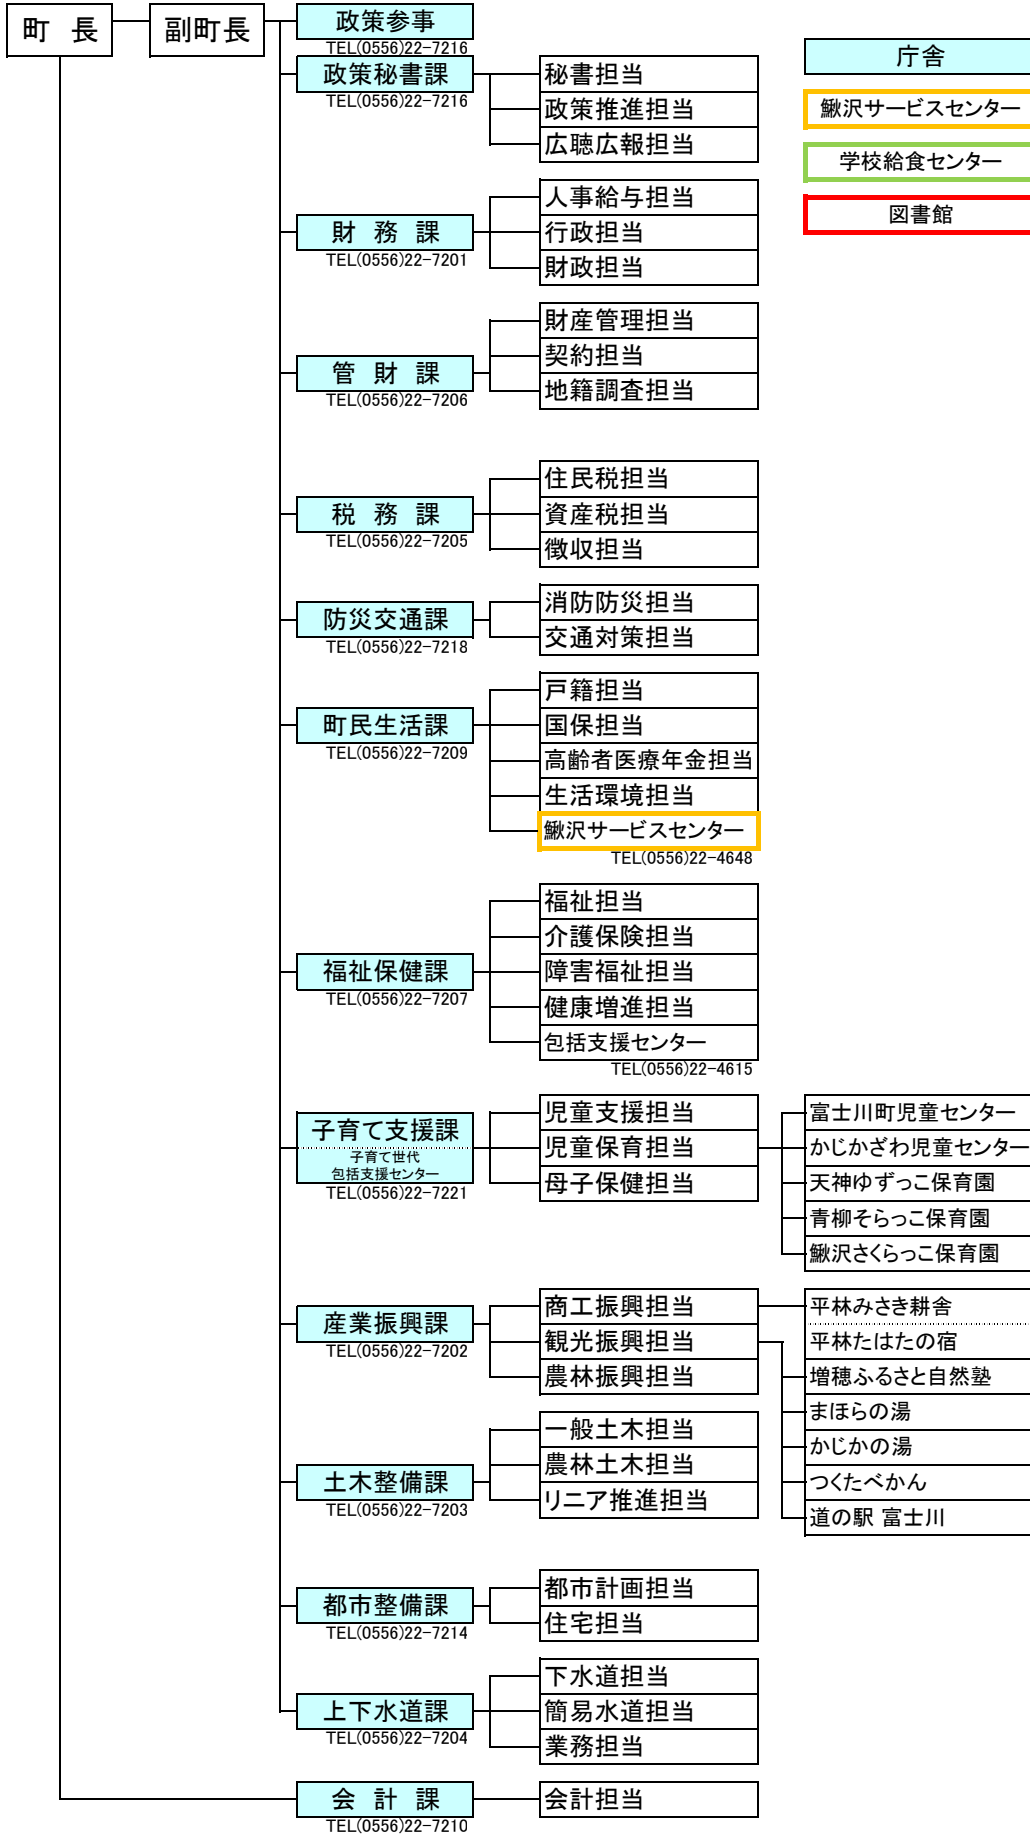 町 長
副町長
政策参事
TEL(0556)22-7216
庁舎
鰍沢サービスセンター
学校給食センター
図書館
政策秘書課
TEL(0556)22-7216
秘書担当
政策推進担当
広聴広報担当
財 務 課
TEL(0556)22-7201
人事給与担当
行政担当
財政担当
管 財 課
TEL(0556)22-7206
財産管理担当
契約担当
地籍調査担当
税 務 課
TEL(0556)22-7205
住民税担当
資産税担当
徴収担当
防災交通課
TEL(0556)22-7218
消防防災担当
交通対策担当
町民生活課
TEL(0556)22-7209
戸籍担当
国保担当
高齢者医療年金担当
生活環境担当
鰍沢サービスセンター
TEL(0556)22-4648
福祉保健課
TEL(0556)22-7207
福祉担当
介護保険担当
障害福祉担当
健康増進担当
包括支援センター
TEL(0556)22-4615
子育て支援課
子育て世代
包括支援センター
TEL(0556)22-7221
児童支援担当
児童保育担当
母子保健担当
富士川町児童センター
かじかざわ児童センター
天神ゆずっこ保育園
青柳そらっこ保育園
鰍沢さくらっこ保育園
産業振興課
TEL(0556)22-7202
商工振興担当
観光振興担当
農林振興担当
平林みさき耕舎
平林たはたの宿
増穂ふるさと自然塾
まほらの湯
かじかの湯
つくたべかん
道の駅 富士川
土木整備課
TEL(0556)22-7203
一般土木担当
農林土木担当
リニア推進担当
都市整備課
TEL(0556)22-7214
都市計画担当
住宅担当
上下水道課
TEL(0556)22-7204
下水道担当
簡易水道担当
業務担当
会 計 課
TEL(0556)22-7210
会計担当